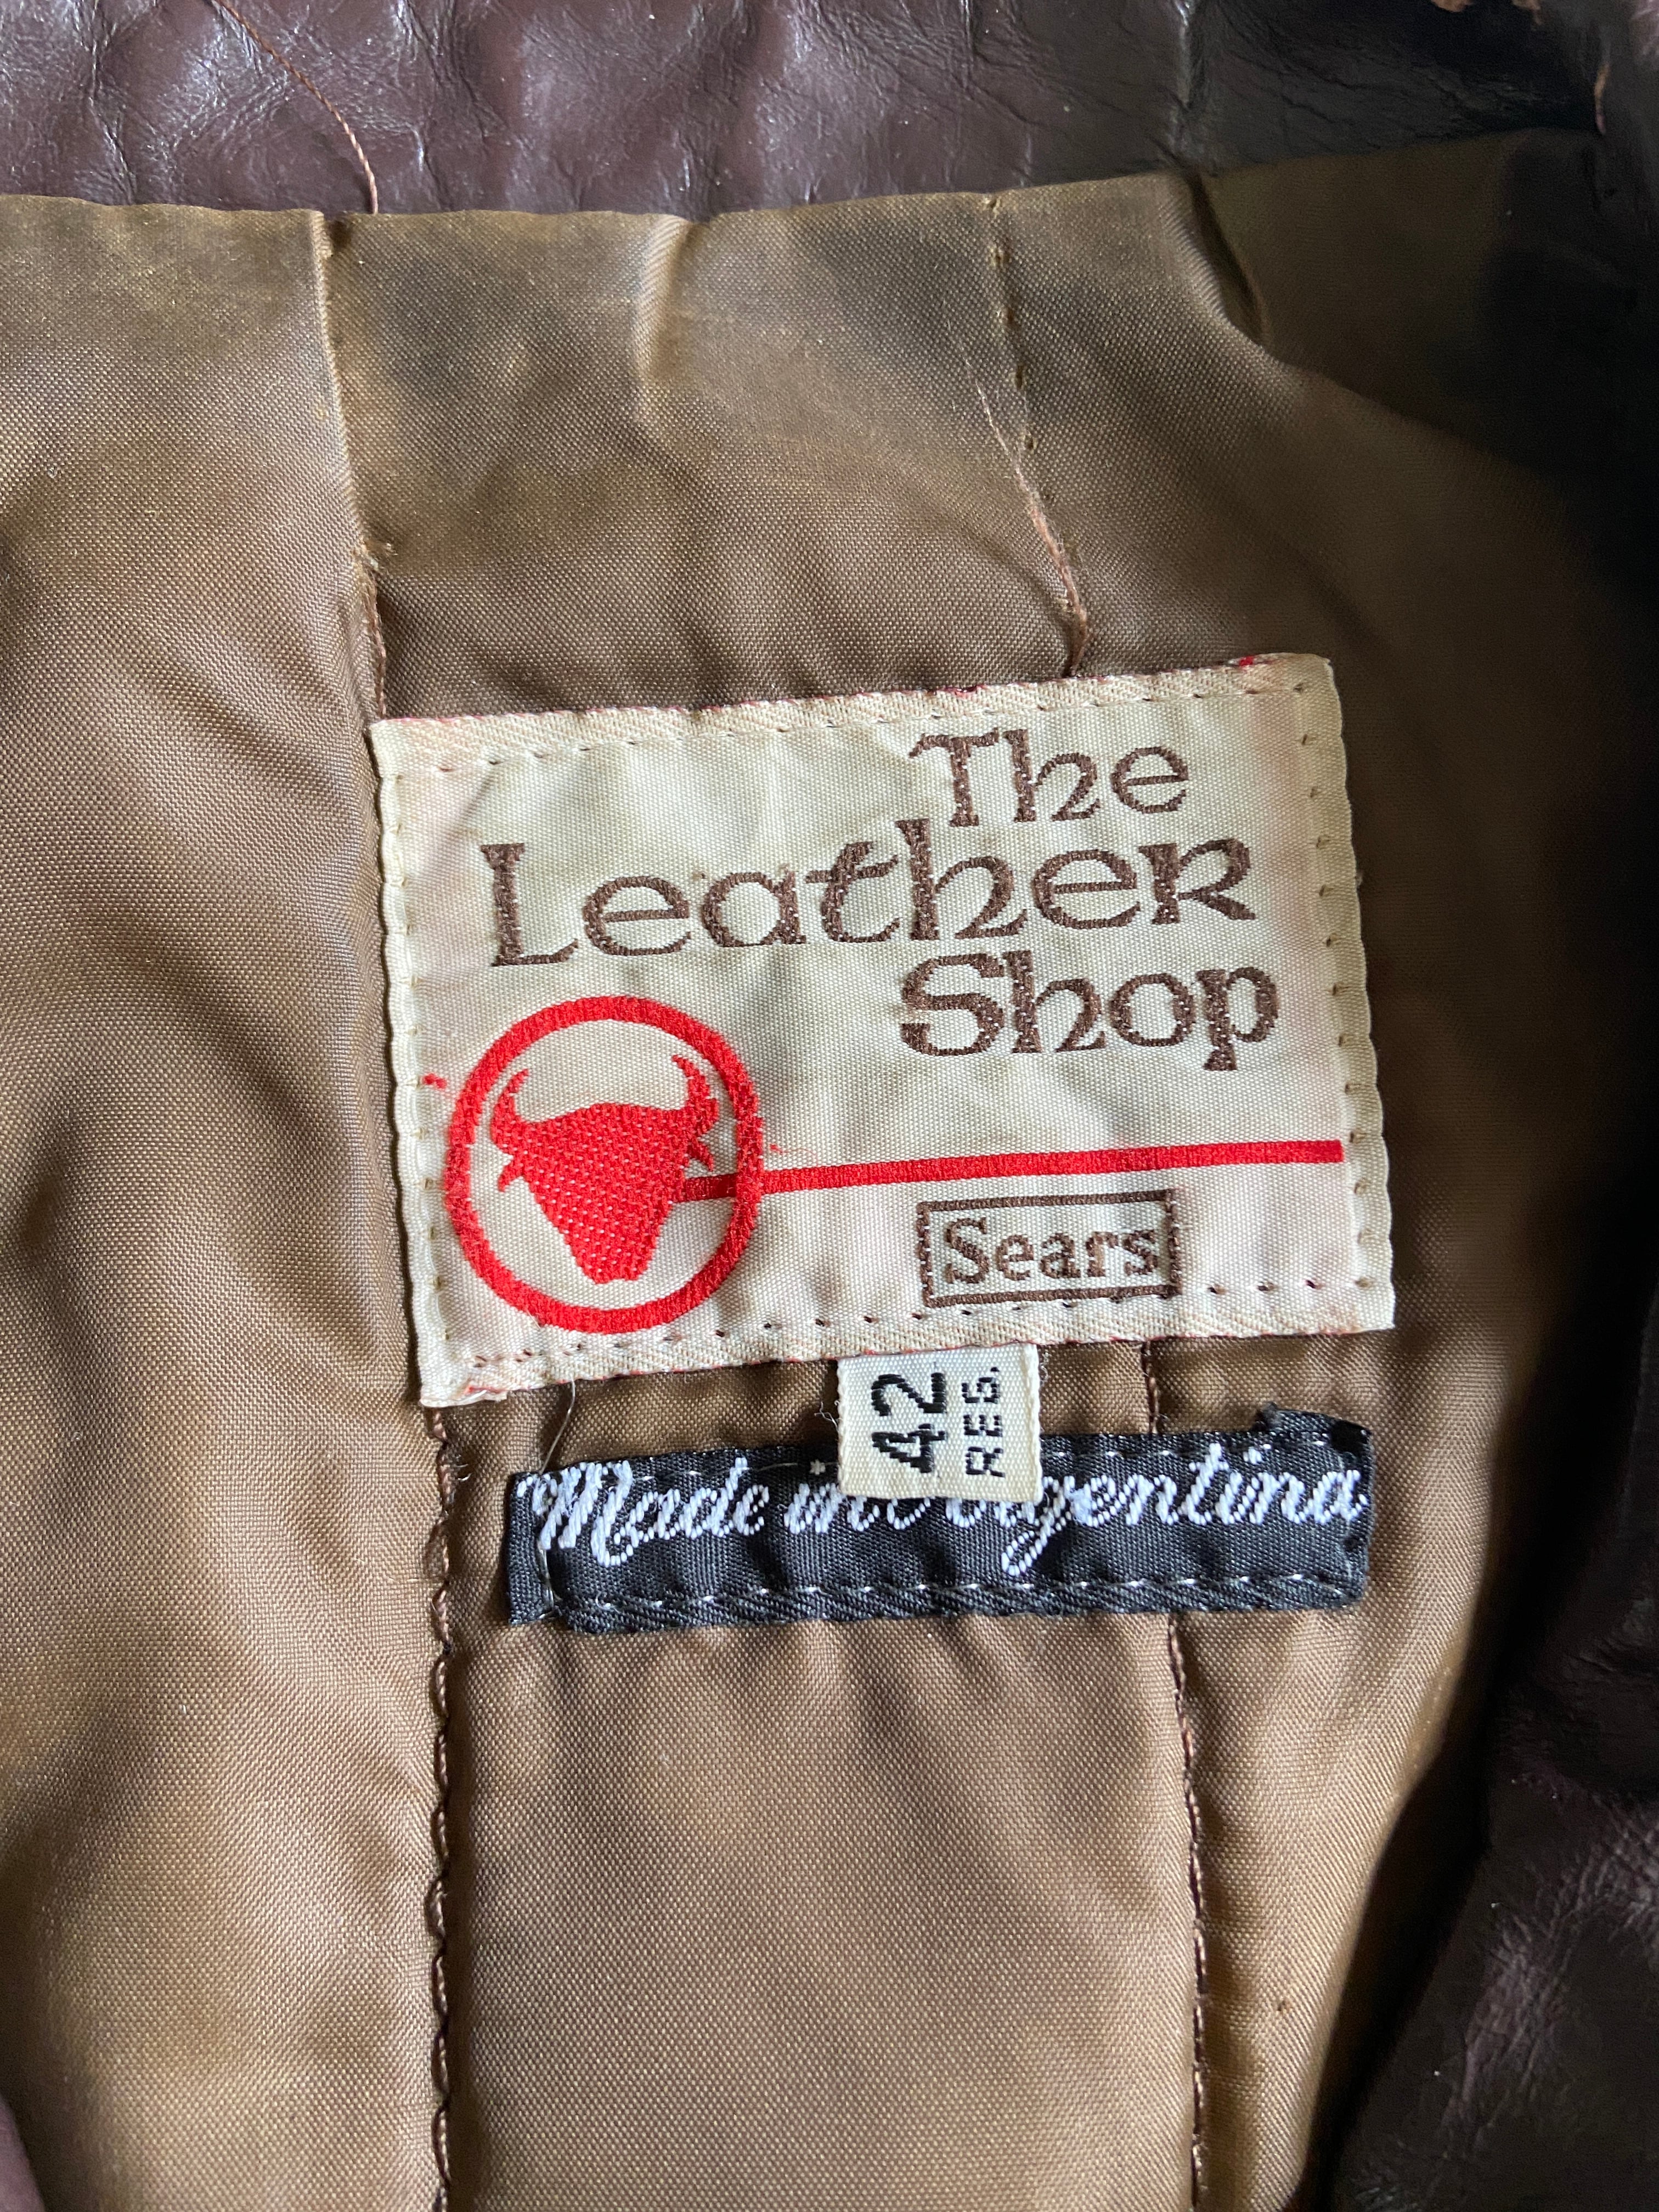 The
Leather
Shop
Sears
42
REG.
Made in Argentina